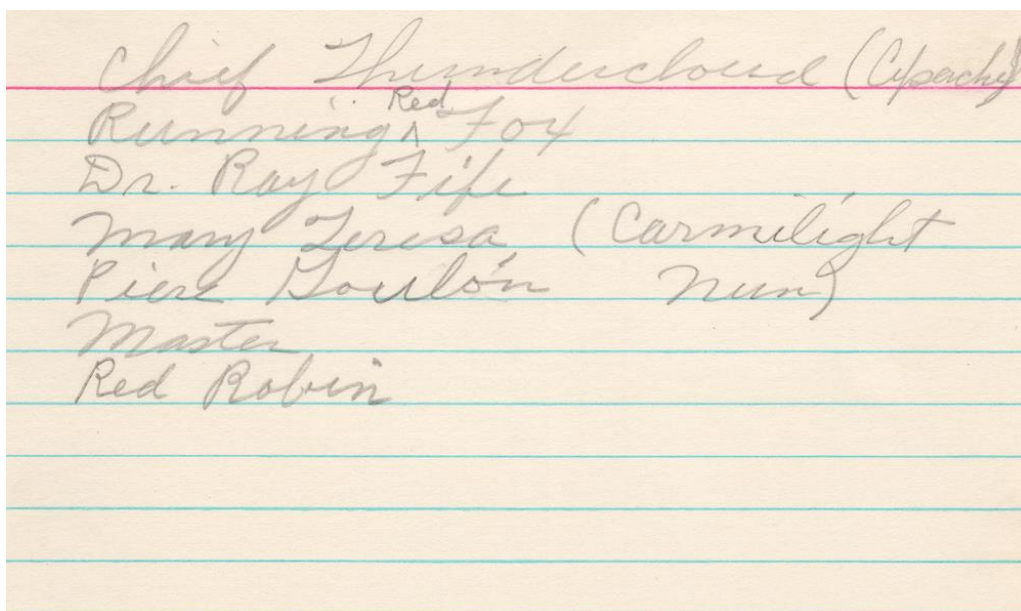 Chief Thundercloud (Apache)
Running Red Fox
Dr. Ray Fife
Mary Teresa (Carmilight
Piere Goulon Nun)
Master
Red Robin